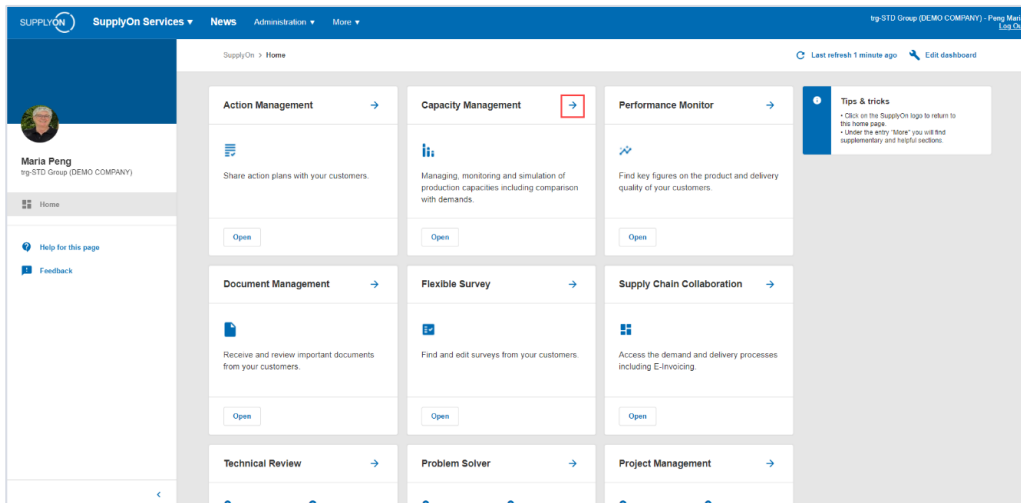 SUPPLYON
SupplyOn Services
News
Administration
More
trg-STD Group (DEMO COMPANY) - Peng Maria
Log Ou
SupplyOn > Home
Last refresh 1 minute ago
Edit dashboard
Maria Peng
trg-STD Group (DEMO COMPANY)
Home
Help for this page
Feedback
Action Management
Share action plans with your customers.
Open
Capacity Management
Managing, monitoring and simulation of
production capacities including comparison
with demands.
Open
Performance Monitor
Find key figures on the product and delivery
quality of your customers.
Open
Tips & tricks
• Click on the SupplyOn logo to return to
this home page.
• Under the entry "More" you will find
supplementary and helpful sections.
Document Management
Receive and review important documents
from your customers.
Open
Flexible Survey
Find and edit surveys from your customers.
Open
Supply Chain Collaboration
Access the demand and delivery processes
including E-Invoicing.
Open
Technical Review
Problem Solver
Project Management